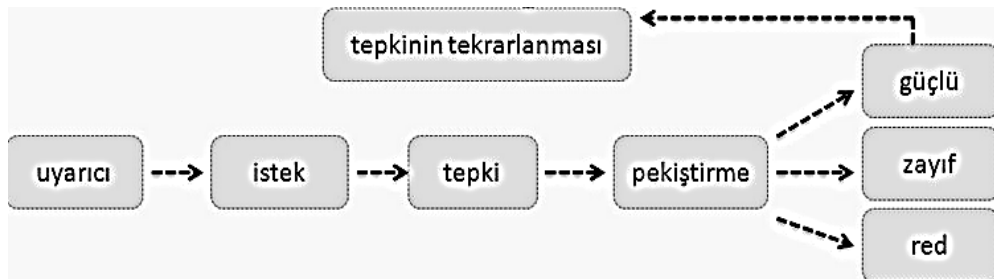 tepkinin tekrarlanması
güçlü
uyarıcı
istek
tepki
pekiştirme
zayıf
red